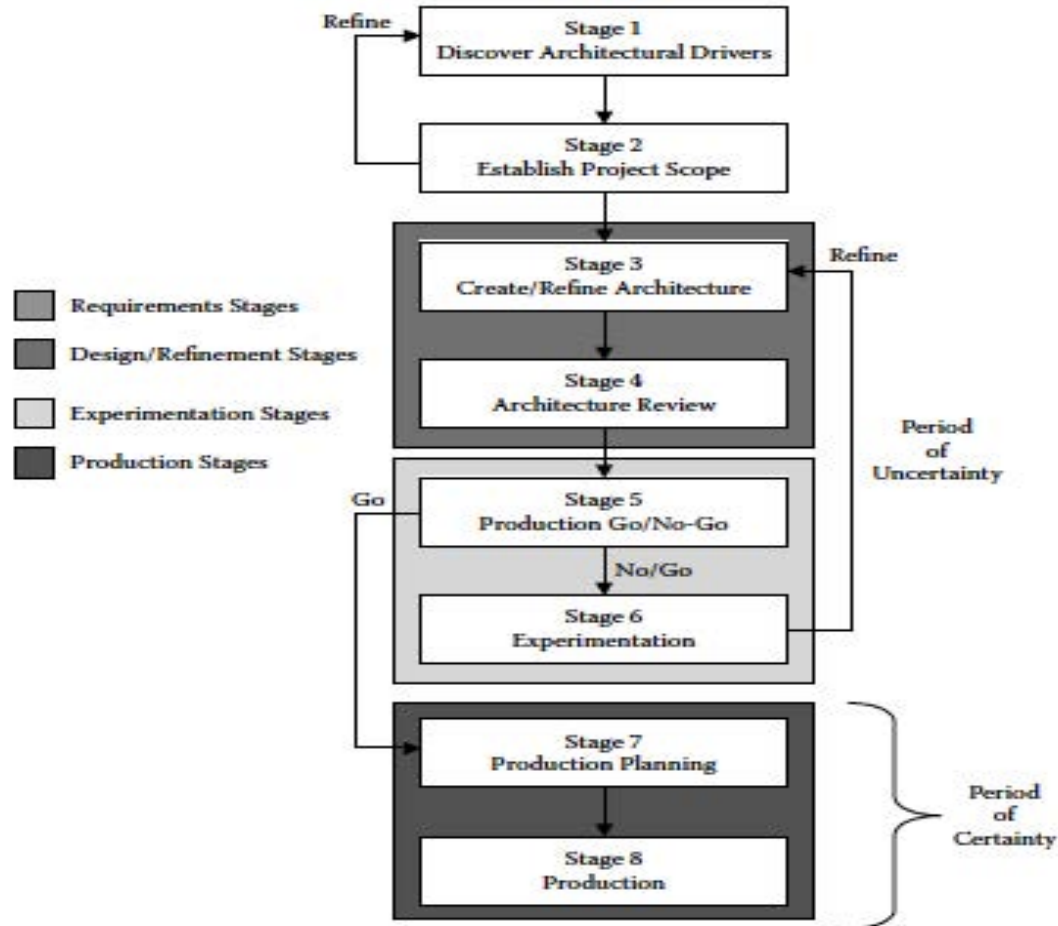 Refine
Stage 1
Discover Architectural Drivers
Stage 2
Establish Project Scope
Stage 3
Create/Refine Architecture
Refine
Requirements Stages
Design/Refinement Stages
Experimentation Stages
Production Stages
Stage 4
Architecture Review
Period
of
Uncertainty
Go
Stage 5
Production Go/No-Go
No/Go
Stage 6
Experimentation
Stage 7
Production Planning
Stage 8
Production
Period
of
Certainty